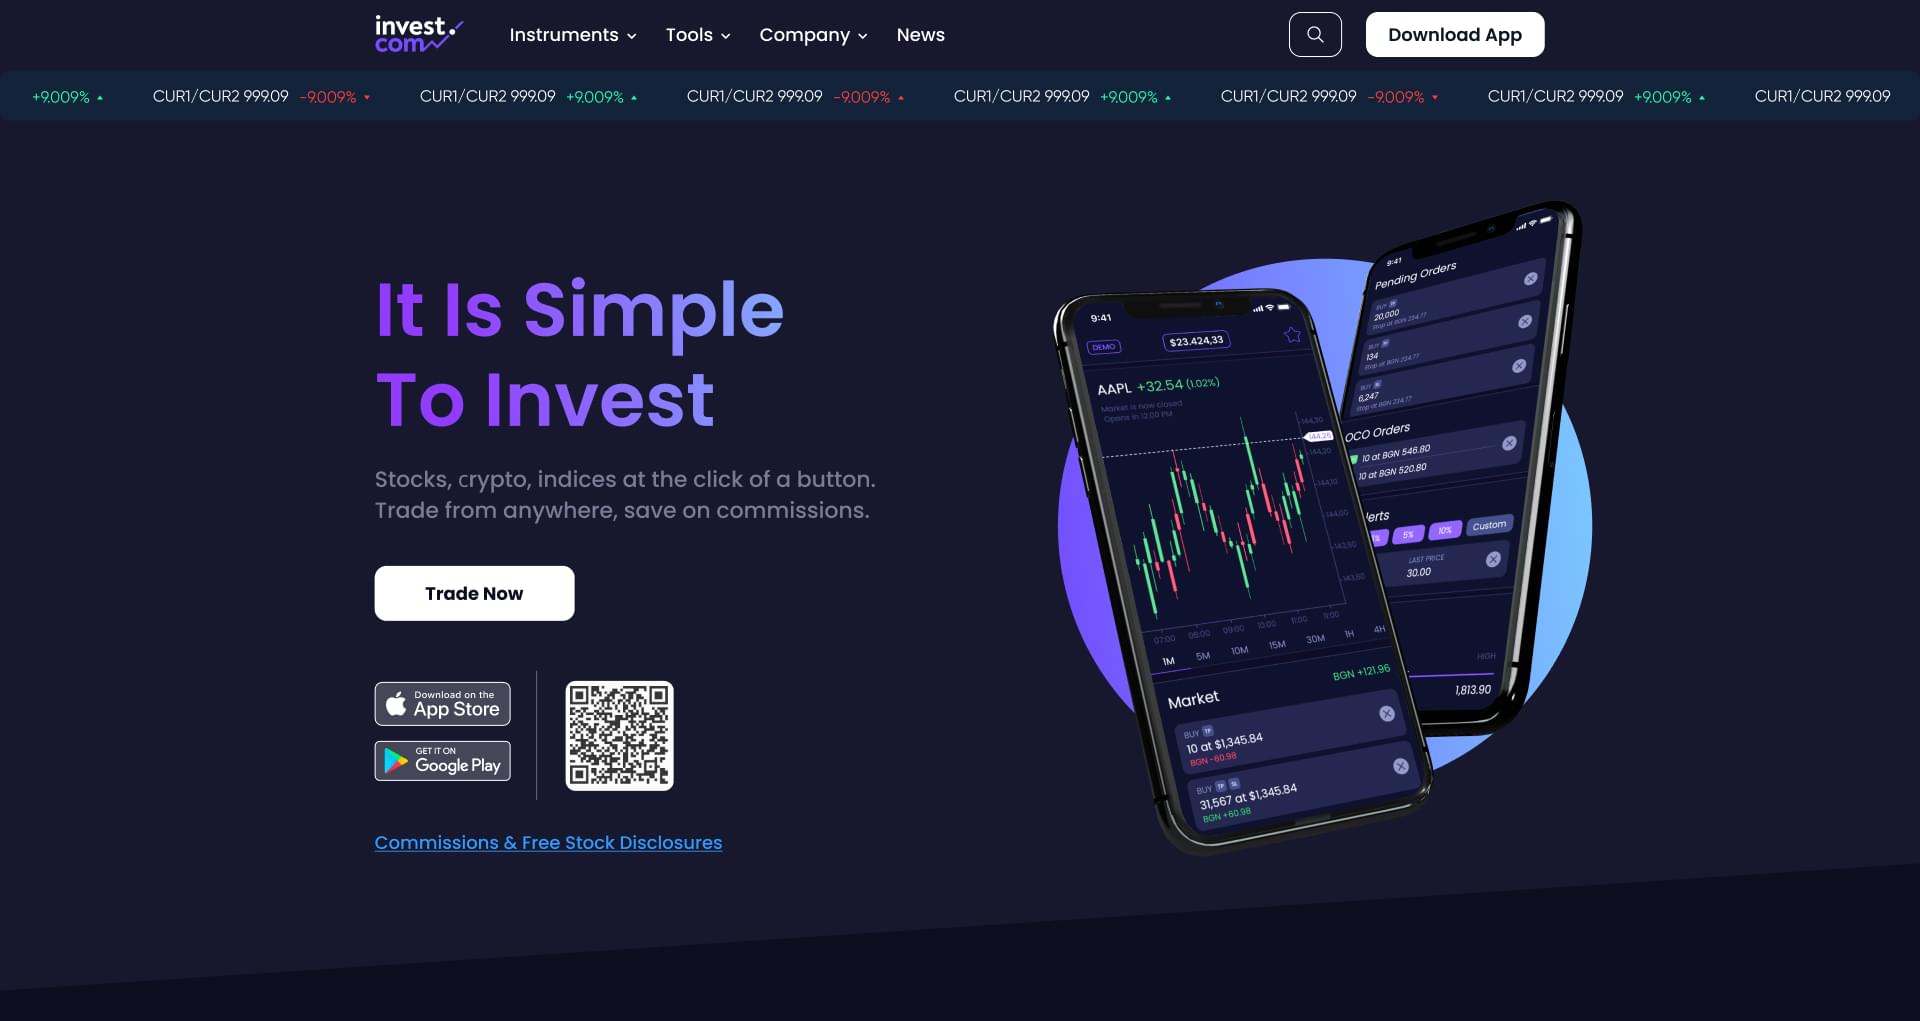 invest.
com
Instruments
Tools
Company
News
Download App
+9.009%
CUR1/CUR2 999.09 -9.009%
CUR1/CUR2 999.09 +9.009%
CUR1/CUR2 999.09 -9.009%
CUR1/CUR2 999.09 +9.009%
CUR1/CUR2 999.09 -9.009%
CUR1/CUR2 999.09 +9.009%
CUR1/CUR2 999.09
It Is Simple
To Invest
Stocks, crypto, indices at the click of a button.
Trade from anywhere, save on commissions.
Trade Now
Download on the
App Store
GET IT ON
Google Play
Commissions & Free Stock Disclosures
9:41
DEMO
$23.424,33
AAPL +32.54 (1.02%)
Market is now closed
Opens in 12:00 PM
144,30
144,26
144,20
144,10
144,00
143,90
143,80
07:00 08:00 09:00 10:00 11:00 11:00
1M 5M 10M 15M 30M 1H 4H
BGN +121.96
Market
BUY TP
10 at $1,345.84
BGN -60.98
BUY TP SL
31,567 at $1,345.84
BGN +60.98
9:41
Pending Orders
BUY
20,000
Stop at BGN 234.77
BUY
134
Stop at BGN 234.77
BUY
6,247
Stop at BGN 234.77
OCO Orders
10 at BGN 546.80
10 at BGN 520.80
lerts
5% 10% Custom
LAST PRICE
30.00
HIGH
1,813.90